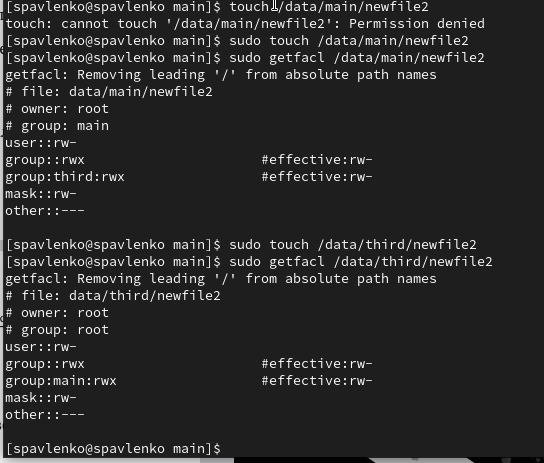 [spavlenko@spavlenko main]$ touch /data/main/newfile2
touch: cannot touch '/data/main/newfile2': Permission denied
[spavlenko@spavlenko main]$ sudo touch /data/main/newfile2
[spavlenko@spavlenko main]$ sudo getfacl /data/main/newfile2
getfacl: Removing leading '/' from absolute path names
# file: data/main/newfile2
# owner: root
# group: main
user::rw-
group::rwx #effective:rw-
group:third:rwx #effective:rw-
mask::rw-
other::---
[spavlenko@spavlenko main]$ sudo touch /data/third/newfile2
[spavlenko@spavlenko main]$ sudo getfacl /data/third/newfile2
getfacl: Removing leading '/' from absolute path names
# file: data/third/newfile2
# owner: root
# group: root
user::rw-
group::rwx #effective:rw-
group:main:rwx #effective:rw-
mask::rw-
other::---
[spavlenko@spavlenko main]$